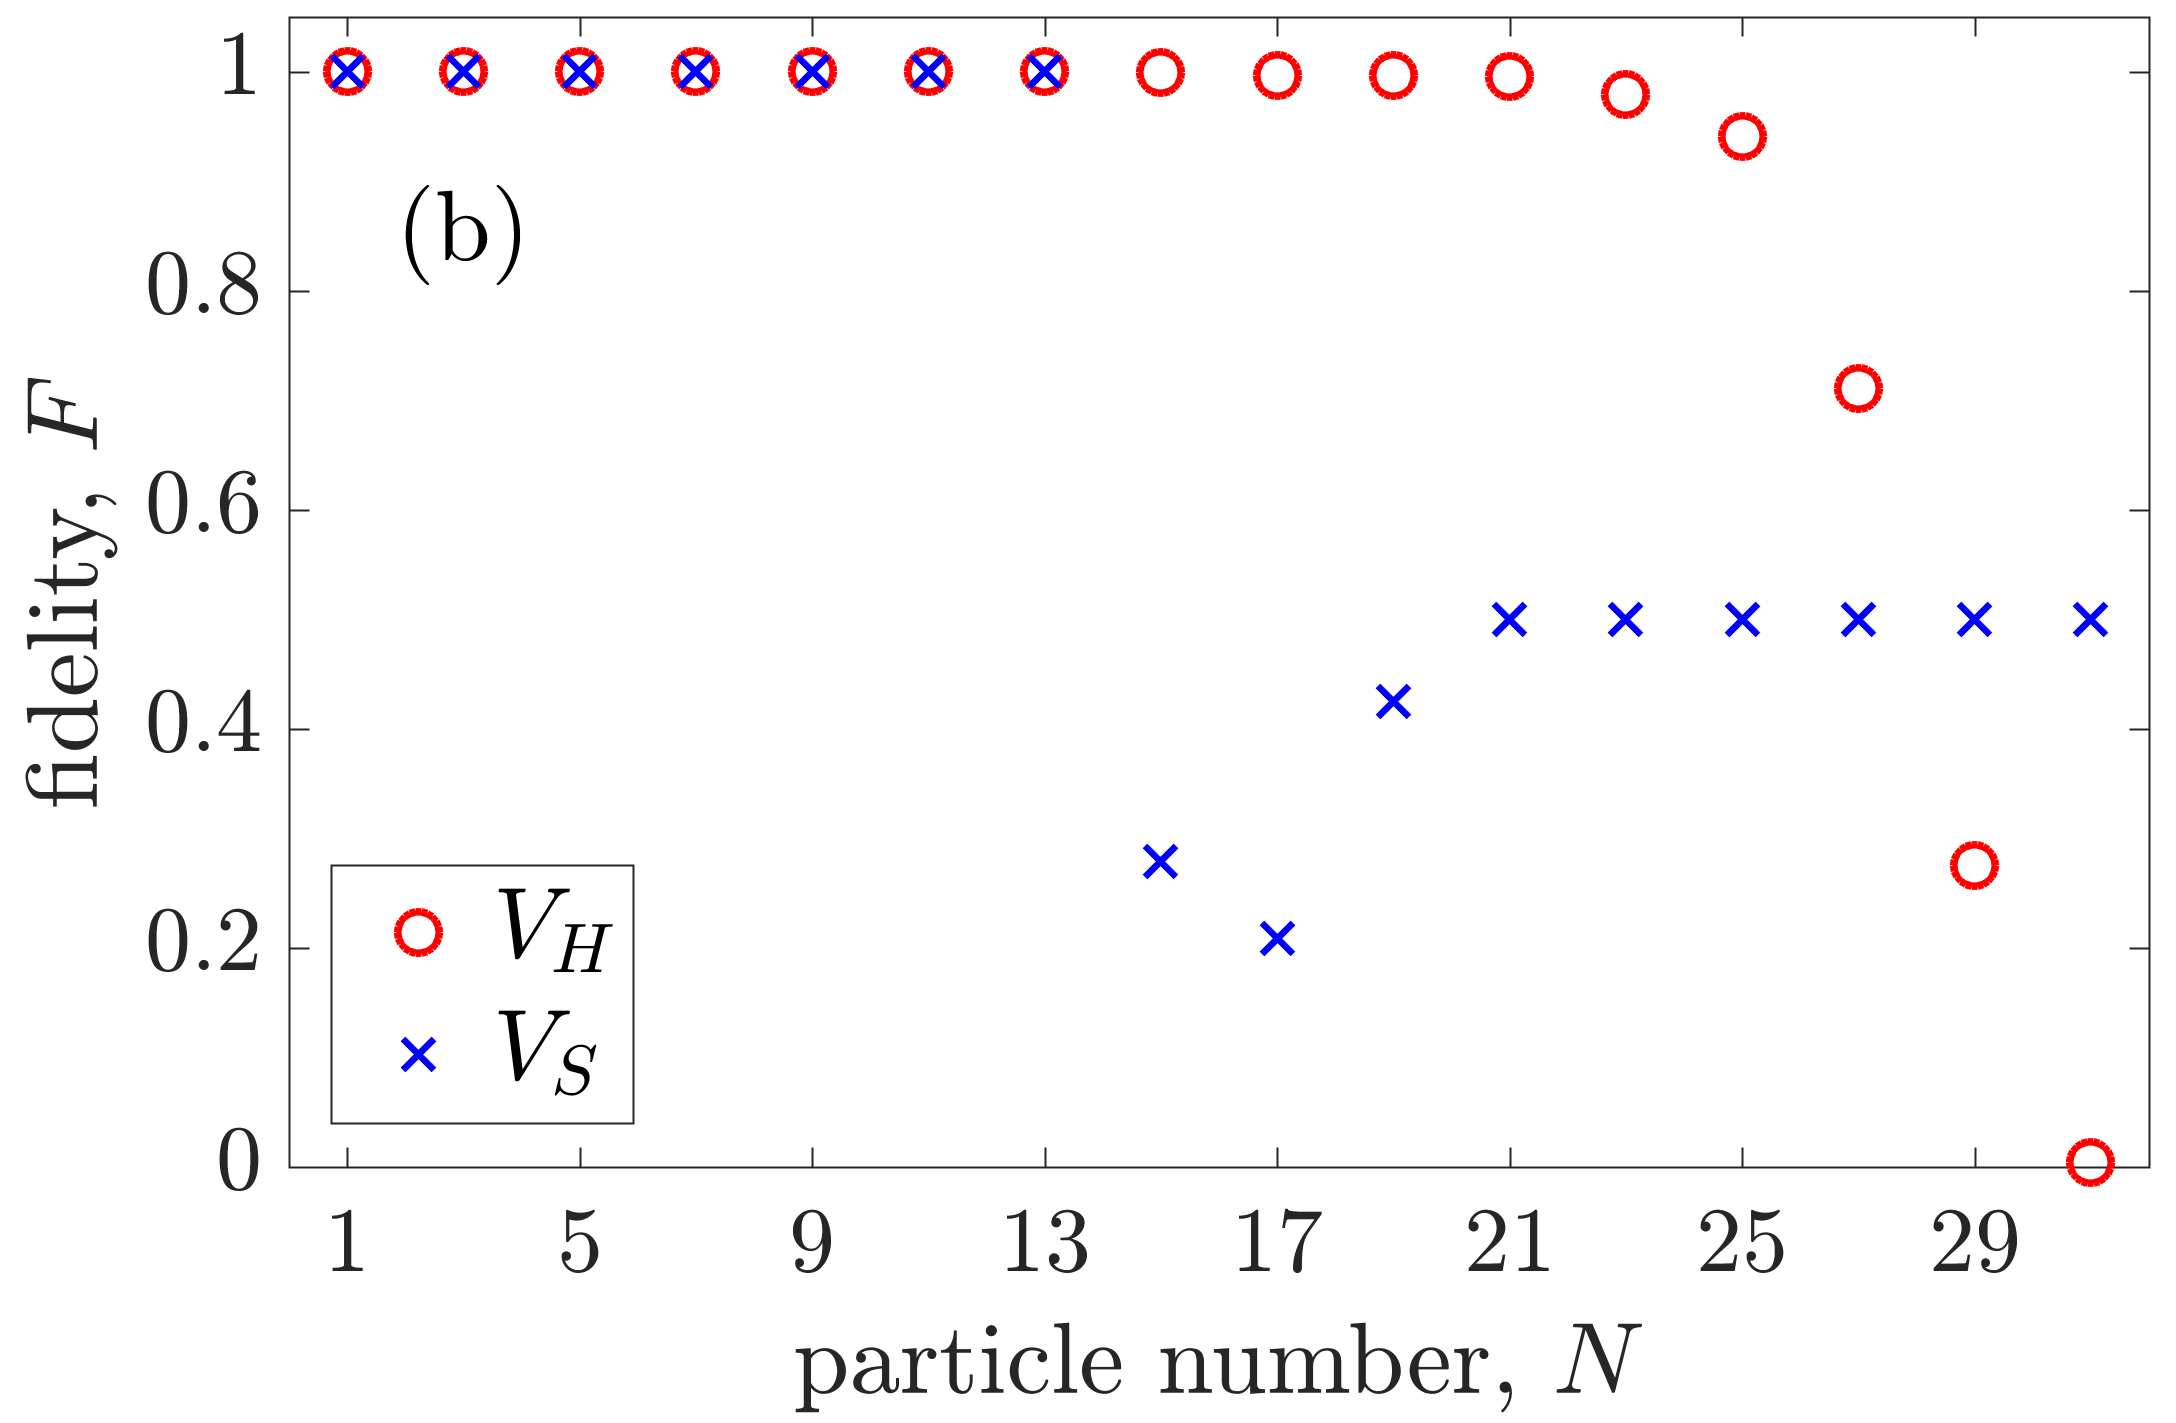 (b)
fidelity, F
1
0.8
0.6
0.4
0.2
0
V_H
V_S
1 5 9 13 17 21 25 29
particle number, N